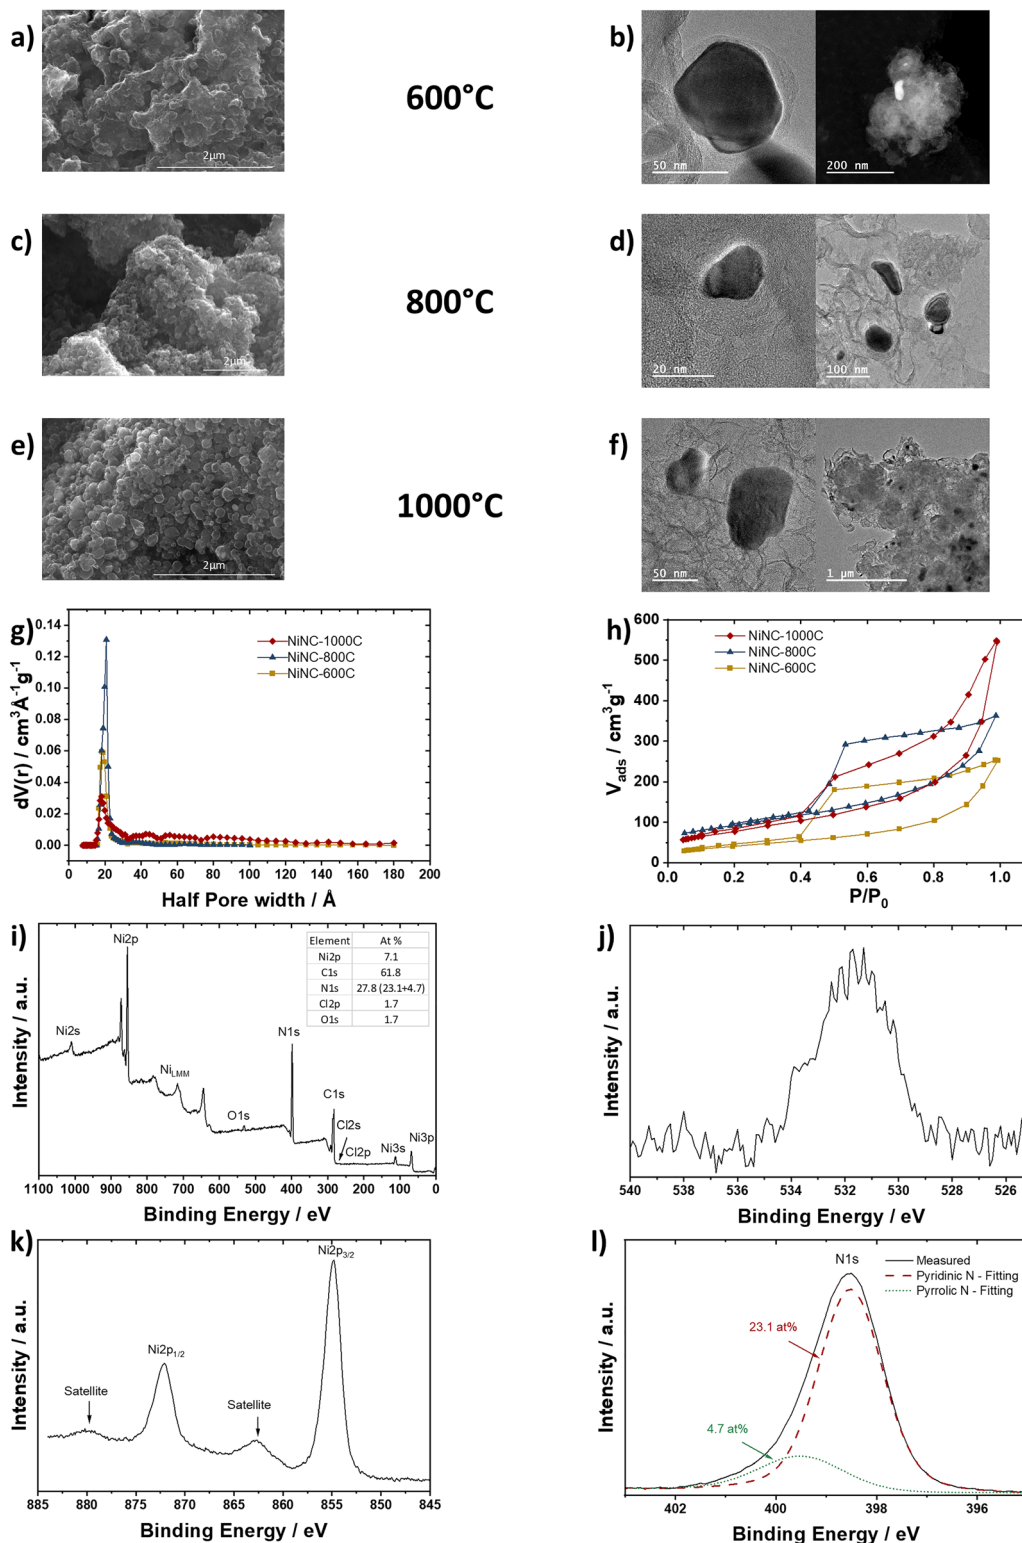 a)
2μm
600°C
b)
50 nm
200 nm
c)
2μm
800°C
d)
20 nm
100 nm
e)
2μm
1000°C
f)
50 nm
1 μm
g)
0.14
0.12
0.10
0.08
0.06
0.04
0.02
0.00
dV(r) / cm³Å⁻¹g⁻¹
NiNC-1000C
NiNC-800C
NiNC-600C
0 20 40 60 80 100 120 140 160 180 200
Half Pore width / Å
h)
600
500
400
300
200
100
0
V_ads / cm³g⁻¹
NiNC-1000C
NiNC-800C
NiNC-600C
0.0 0.2 0.4 0.6 0.8 1.0
P/P₀
i)
Intensity / a.u.
Ni2p
Ni2s
Ni_LMM
O1s
N1s
C1s
Cl2s
Cl2p
Ni3s
Ni3p
Element At %
Ni2p 7.1
C1s 61.8
N1s 27.8 (23.1+4.7)
Cl2p 1.7
O1s 1.7
1100 1000 900 800 700 600 500 400 300 200 100 0
Binding Energy / eV
j)
Intensity / a.u.
540 538 536 534 532 530 528 526
Binding Energy / eV
k)
Intensity / a.u.
Ni2p₃/₂
Ni2p₁/₂
Satellite
Satellite
885 880 875 870 865 860 855 850 845
Binding Energy / eV
l)
Intensity / a.u.
N1s
Measured
Pyridinic N - Fitting
Pyrrolic N - Fitting
23.1 at%
4.7 at%
402 400 398 396
Binding Energy / eV